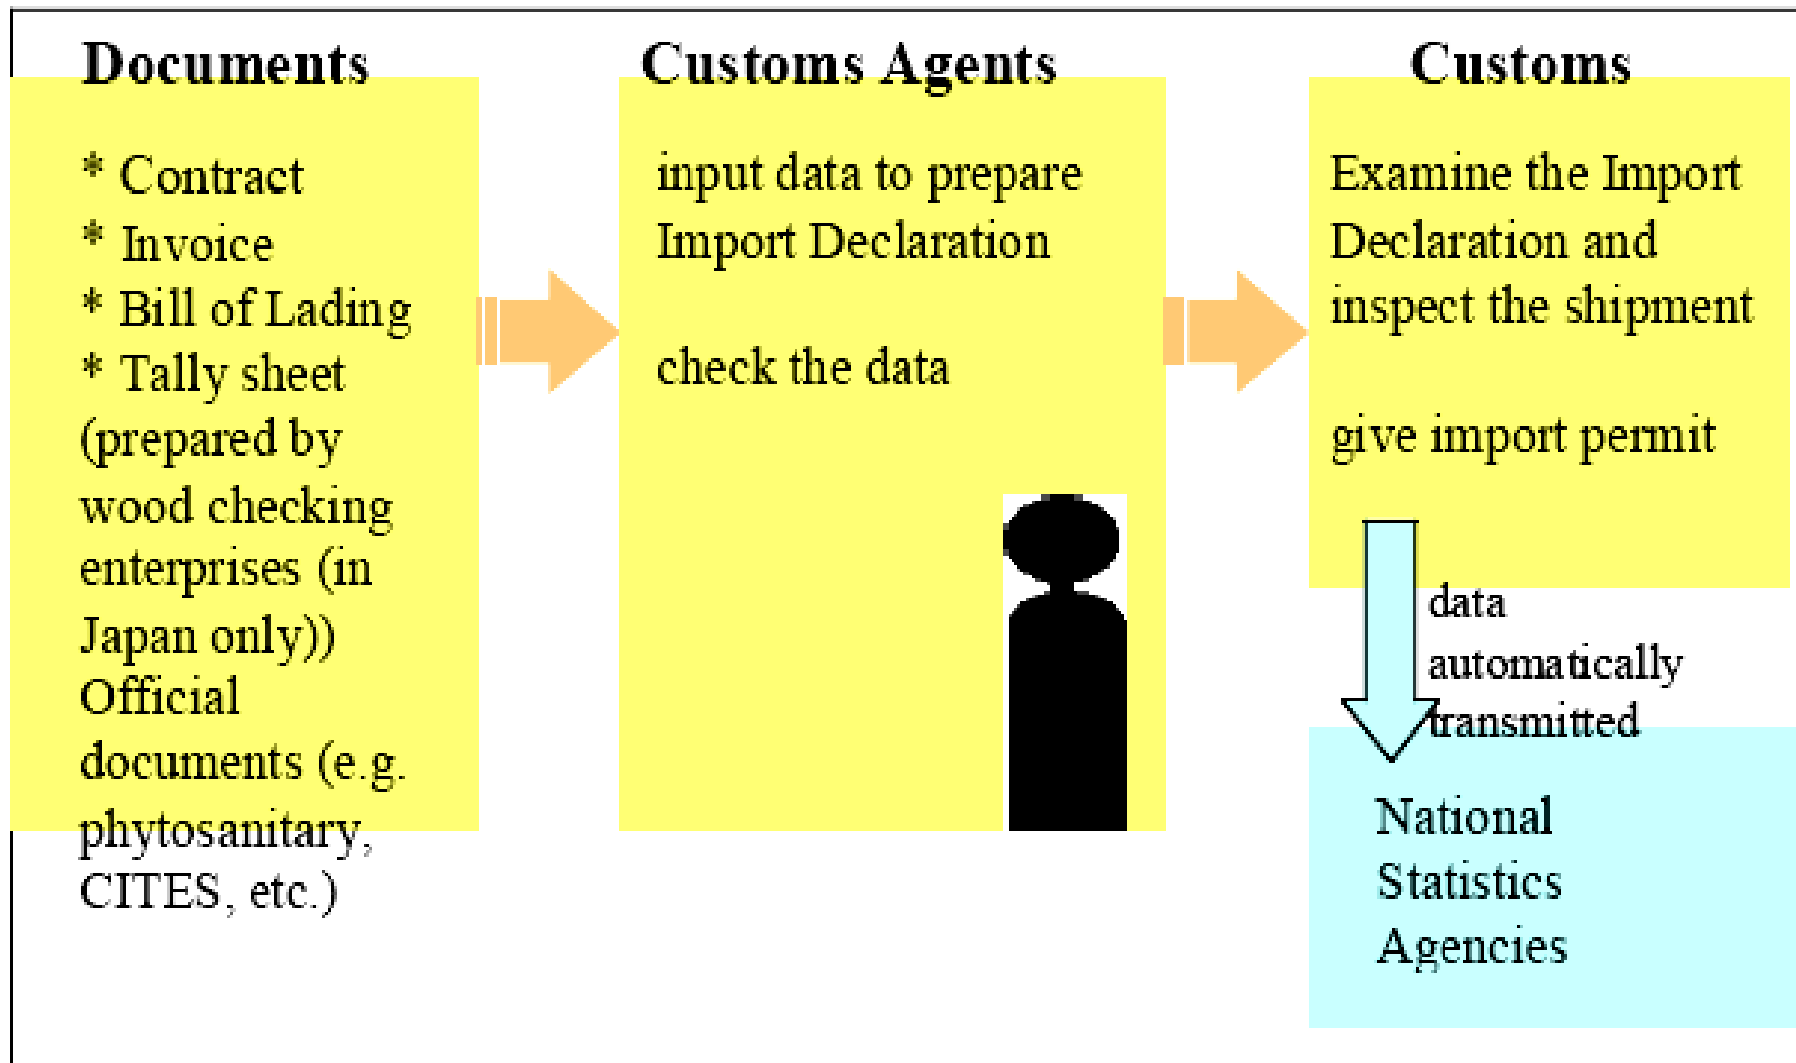 Documents
* Contract
* Invoice
* Bill of Lading
* Tally sheet
(prepared by
wood checking
enterprises (in
Japan only))
Official
documents (e.g.
phytosanitary,
CITES, etc.)
Customs Agents
input data to prepare
Import Declaration
check the data
Customs
Examine the Import
Declaration and
inspect the shipment
give import permit
data
automatically
transmitted
National
Statistics
Agencies